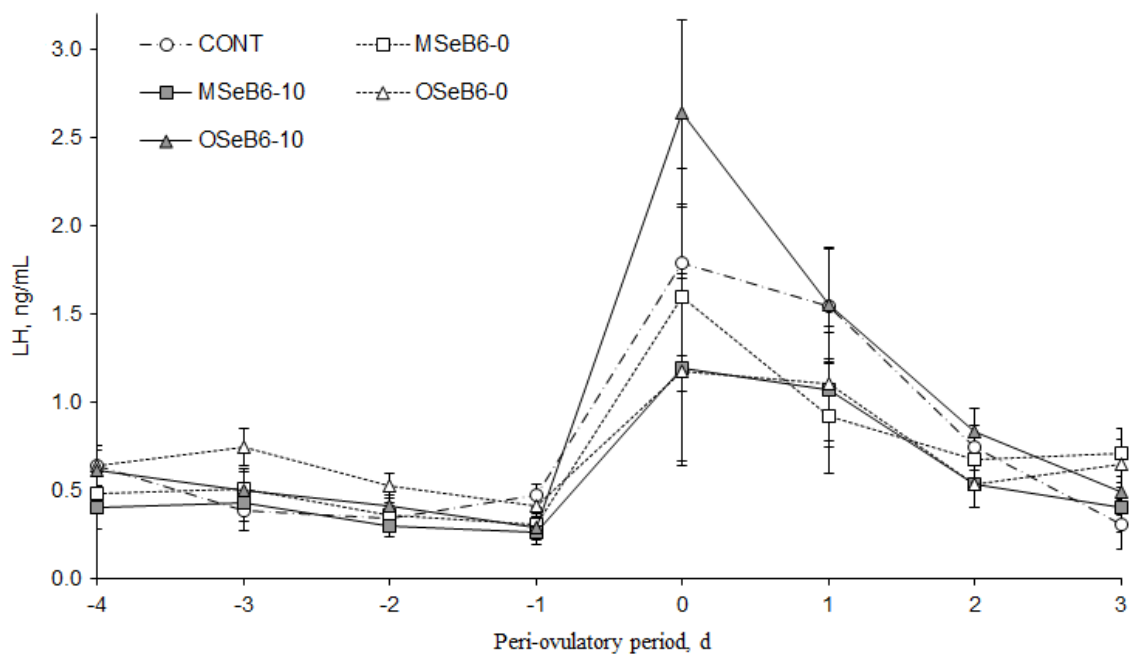 3.0
2.5
2.0
1.5
1.0
0.5
0.0
LH, ng/mL
CONT
MSeB6-0
MSeB6-10
OSeB6-0
OSeB6-10
-4 -3 -2 -1 0 1 2 3
Peri-ovulatory period, d